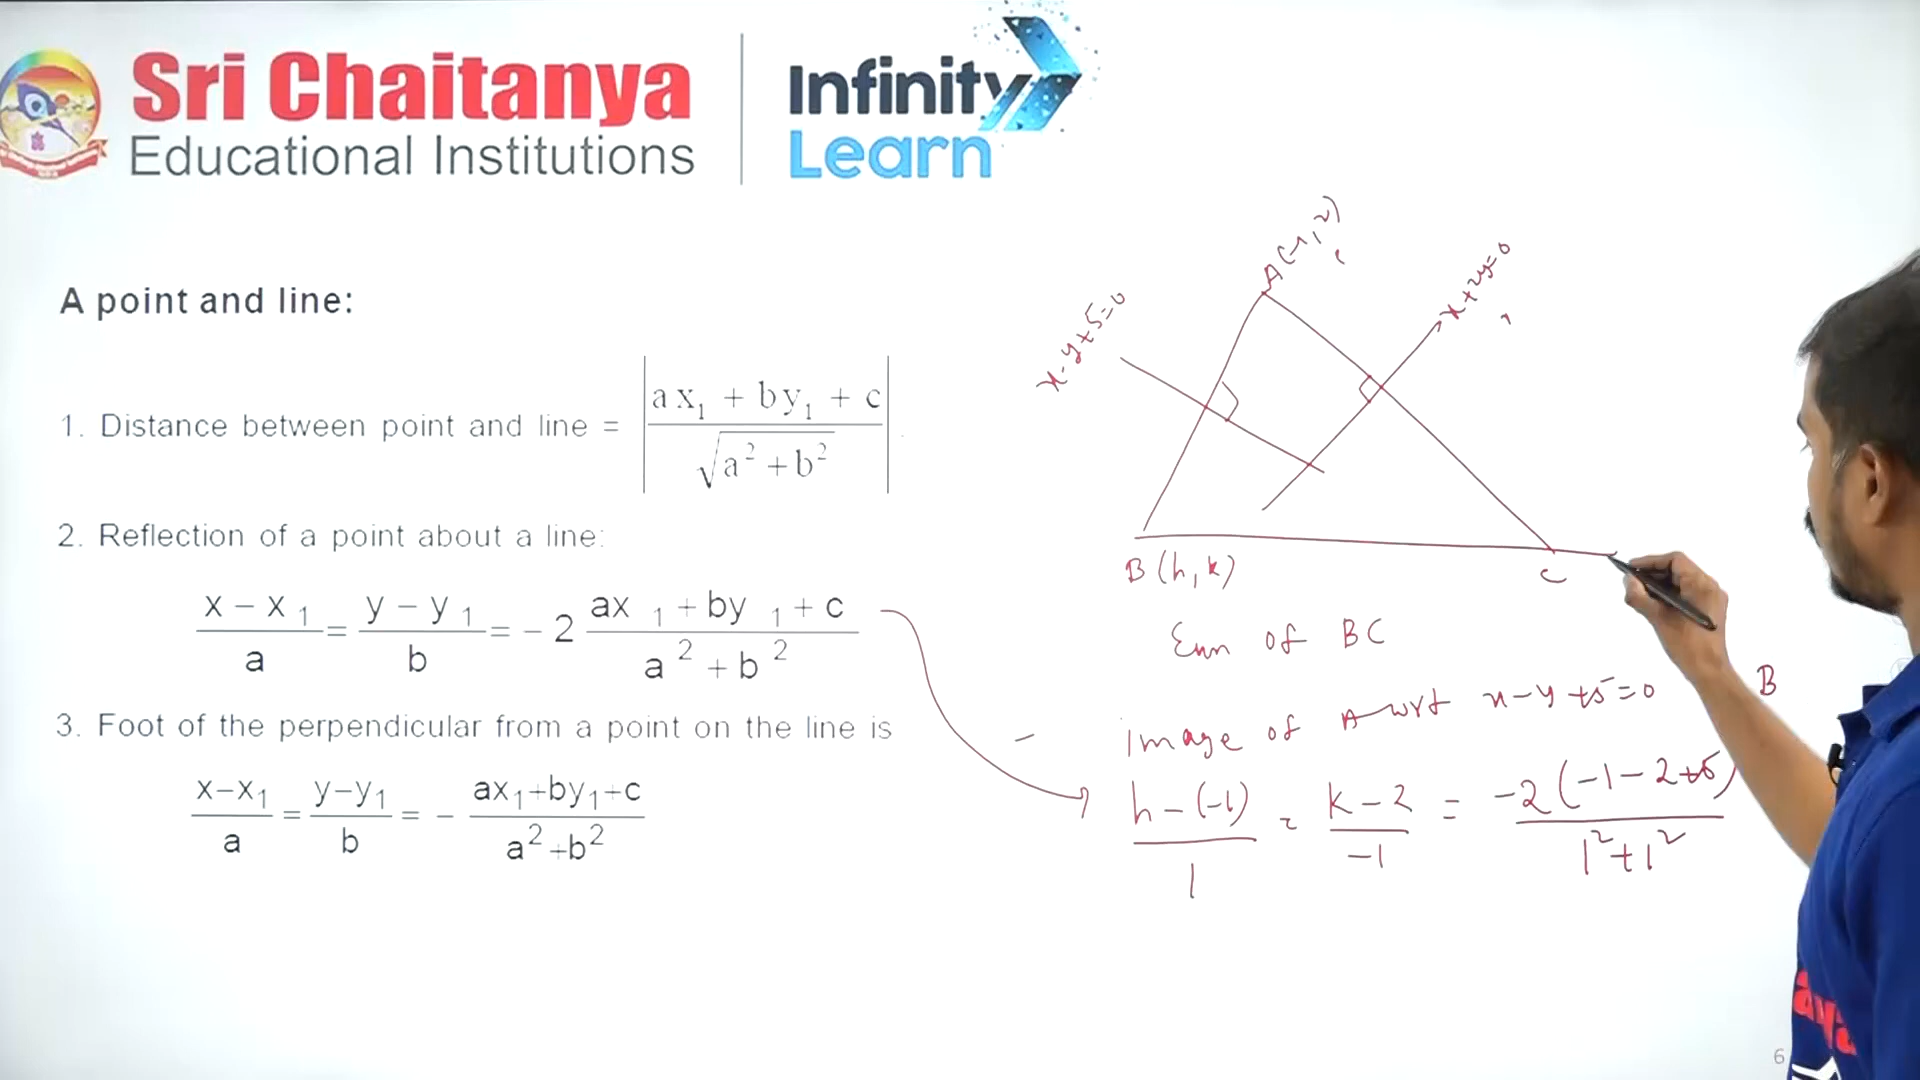 Sri Chaitanya
Educational Institutions
Infinity
Learn
A point and line:
1. Distance between point and line = |(ax₁ + by₁ + c) / √(a² + b²)|
2. Reflection of a point about a line:
(x − x₁)/a = (y − y₁)/b = −2 (ax₁ + by₁ + c)/(a² + b²)
3. Foot of the perpendicular from a point on the line is
(x−x₁)/a = (y−y₁)/b = − (ax₁+by₁+c)/(a²+b²)
A(-1,2)
x-y+5=0
x+2y=0
B(h,k)
C
Eqn of BC
Image of A wrt x-y+5=0 B
(h-(-1))/1 = (k-2)/-1 = -2(-1-2+5)/(1²+1²)
6